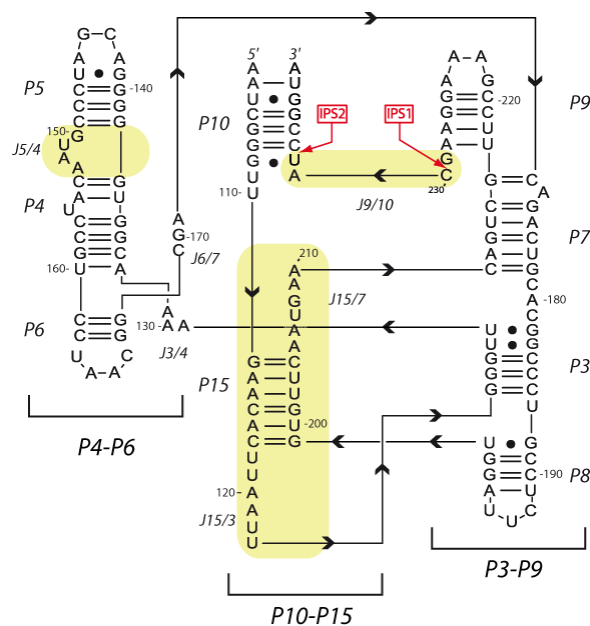 G C
A A
U • G
P5 C G -140
C G
C G
150- G
J5/4 U
A
A
C G
P4 A U
U C G
C G
G C
160- U A
P6 C G
C G
U C
A A
A
G -170
C
J6/7
A
130- A A
J3/4
P4-P6
5' 3'
A A
A U
U • G
P10 C G
G C
G C
G • U
110- U A
U
IPS2
IPS1
J9/10
210
A
A
G J15/7
U
A
A
G C
P15 A U
A U
C G
A U -200
C G
U
U
120- A
A
J15/3 U
U
P10-P15
A A
A G
G C
G C -220
A U
A U
G
C
230
P9
G C
A
U G
C A
U C
G U
A G
C C
P7
A
C -180
U • G
U • G
G C
G C
G C
U
P3
U • G
G C
G C -190
A U
U C
U
P8
P3-P9